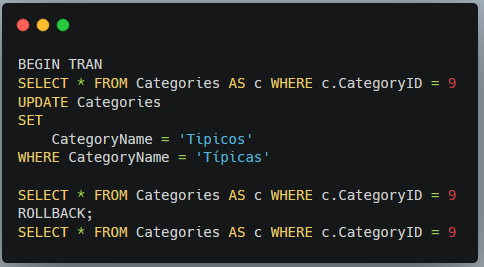 BEGIN TRAN
SELECT * FROM Categories AS c WHERE c.CategoryID = 9
UPDATE Categories
SET
    CategoryName = 'Tipicos'
WHERE CategoryName = 'Típicas'

SELECT * FROM Categories AS c WHERE c.CategoryID = 9
ROLLBACK;
SELECT * FROM Categories AS c WHERE c.CategoryID = 9